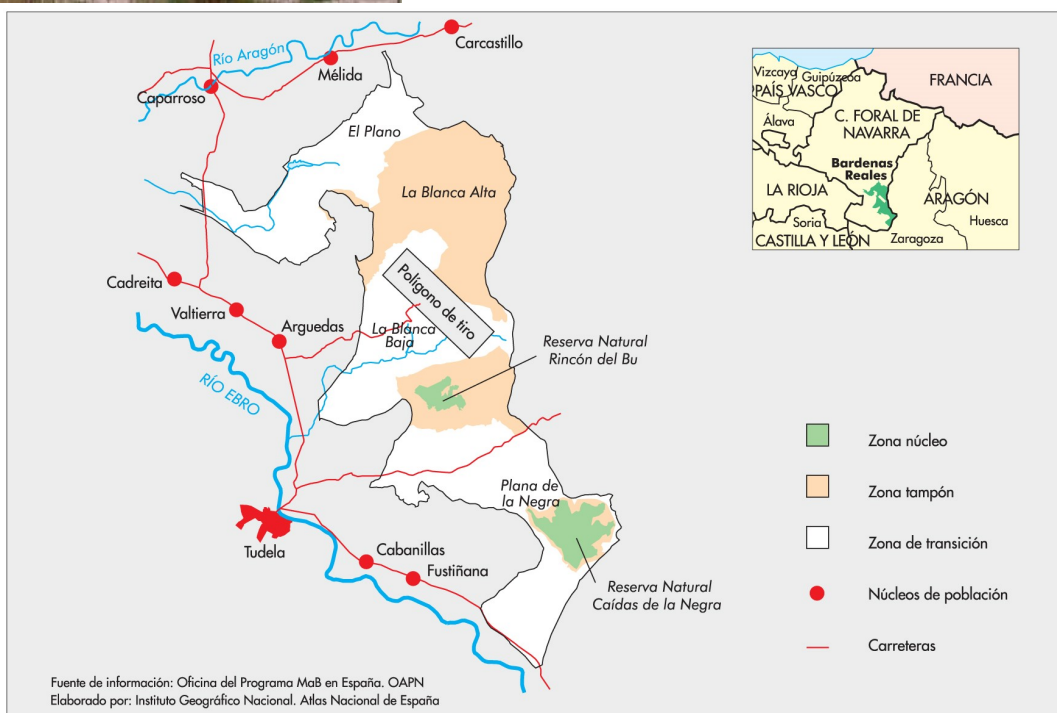 Río Aragón
Carcastillo
Mélida
Caparroso
El Plano
La Blanca Alta
Cadreita
Valtierra
Arguedas
Polígono de tiro
La Blanca
Baja
RÍO EBRO
Reserva Natural
Rincón del Bu
Plana de
la Negra
Tudela
Cabanillas
Fustiñana
Reserva Natural
Caídas de la Negra
Vizcaya
Guipúzcoa
PAÍS VASCO
FRANCIA
Álava
C. FORAL DE
NAVARRA
Bardenas
Reales
LA RIOJA
ARAGÓN
Soria
Huesca
CASTILLA Y LEÓN
Zaragoza
Zona núcleo
Zona tampón
Zona de transición
Núcleos de población
Carreteras
Fuente de información: Oficina del Programa MaB en España. OAPN
Elaborado por: Instituto Geográfico Nacional. Atlas Nacional de España